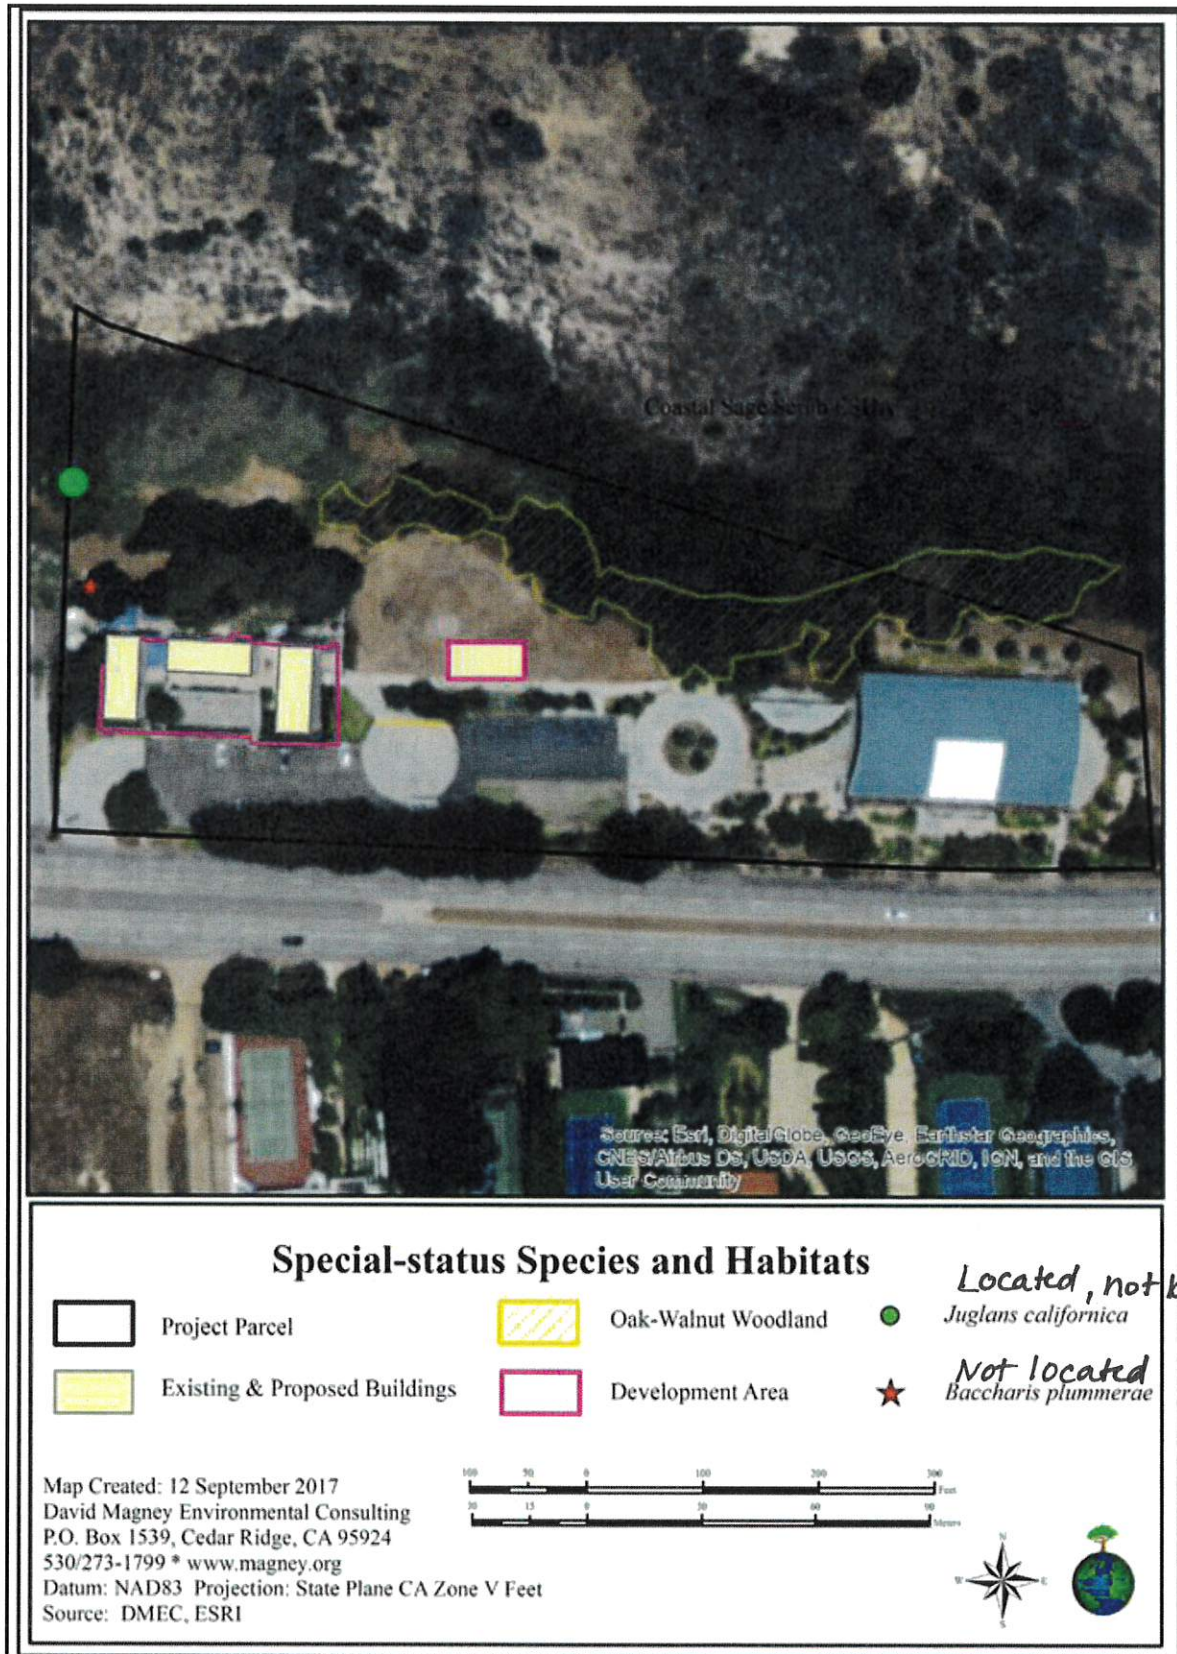 Coastal Sage Scrub
Source: Esri, DigitalGlobe, GeoEye, Earthstar Geographics,
CNES/Airbus DS, USDA, USGS, AeroGRID, IGN, and the GIS
User Community
Special-status Species and Habitats
Project Parcel
Existing & Proposed Buildings
Oak-Walnut Woodland
Development Area
Located, not
Juglans californica
Not located
Baccharis plummerae
Map Created: 12 September 2017
David Magney Environmental Consulting
P.O. Box 1539, Cedar Ridge, CA 95924
530/273-1799 * www.magney.org
Datum: NAD83 Projection: State Plane CA Zone V Feet
Source: DMEC, ESRI
100 50 0 100 200 300
Feet
30 15 0 30 60 90
Meters
N
W E
S